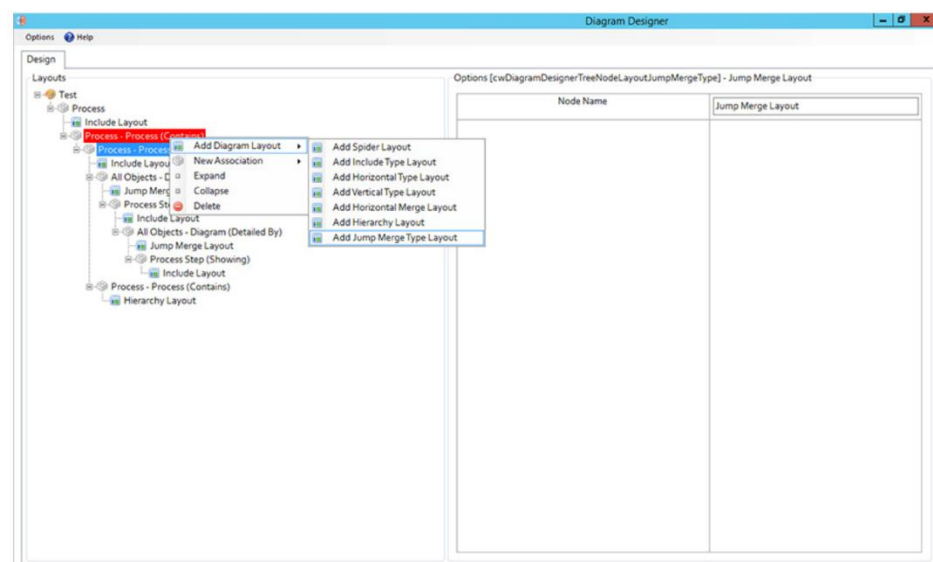 Diagram Designer
Options Help
Design
Layouts
Test
Process
Include Layout
Process - Process (Contains)
Process - Process
Include Layou
All Objects - D
Jump Merg
Process St
Include Layout
All Objects - Diagram (Detailed By)
Jump Merge Layout
Process Step (Showing)
Include Layout
Process - Process (Contains)
Hierarchy Layout
Add Diagram Layout
New Association
Expand
Collapse
Delete
Add Spider Layout
Add Include Type Layout
Add Horizontal Type Layout
Add Vertical Type Layout
Add Horizontal Merge Layout
Add Hierarchy Layout
Add Jump Merge Type Layout
Options [cwDiagramDesignerTreeNodeLayoutJumpMergeType] - Jump Merge Layout
Node Name Jump Merge Layout